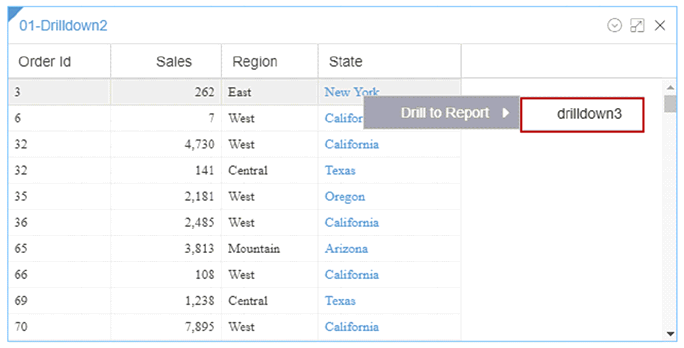 01-Drilldown2
Order Id Sales Region State
3 262 East New York
Drill to Report drilldown3
6 7 West Californ
32 4,730 West California
32 141 Central Texas
35 2,181 West Oregon
36 2,485 West California
65 3,813 Mountain Arizona
66 108 West California
69 1,238 Central Texas
70 7,895 West California